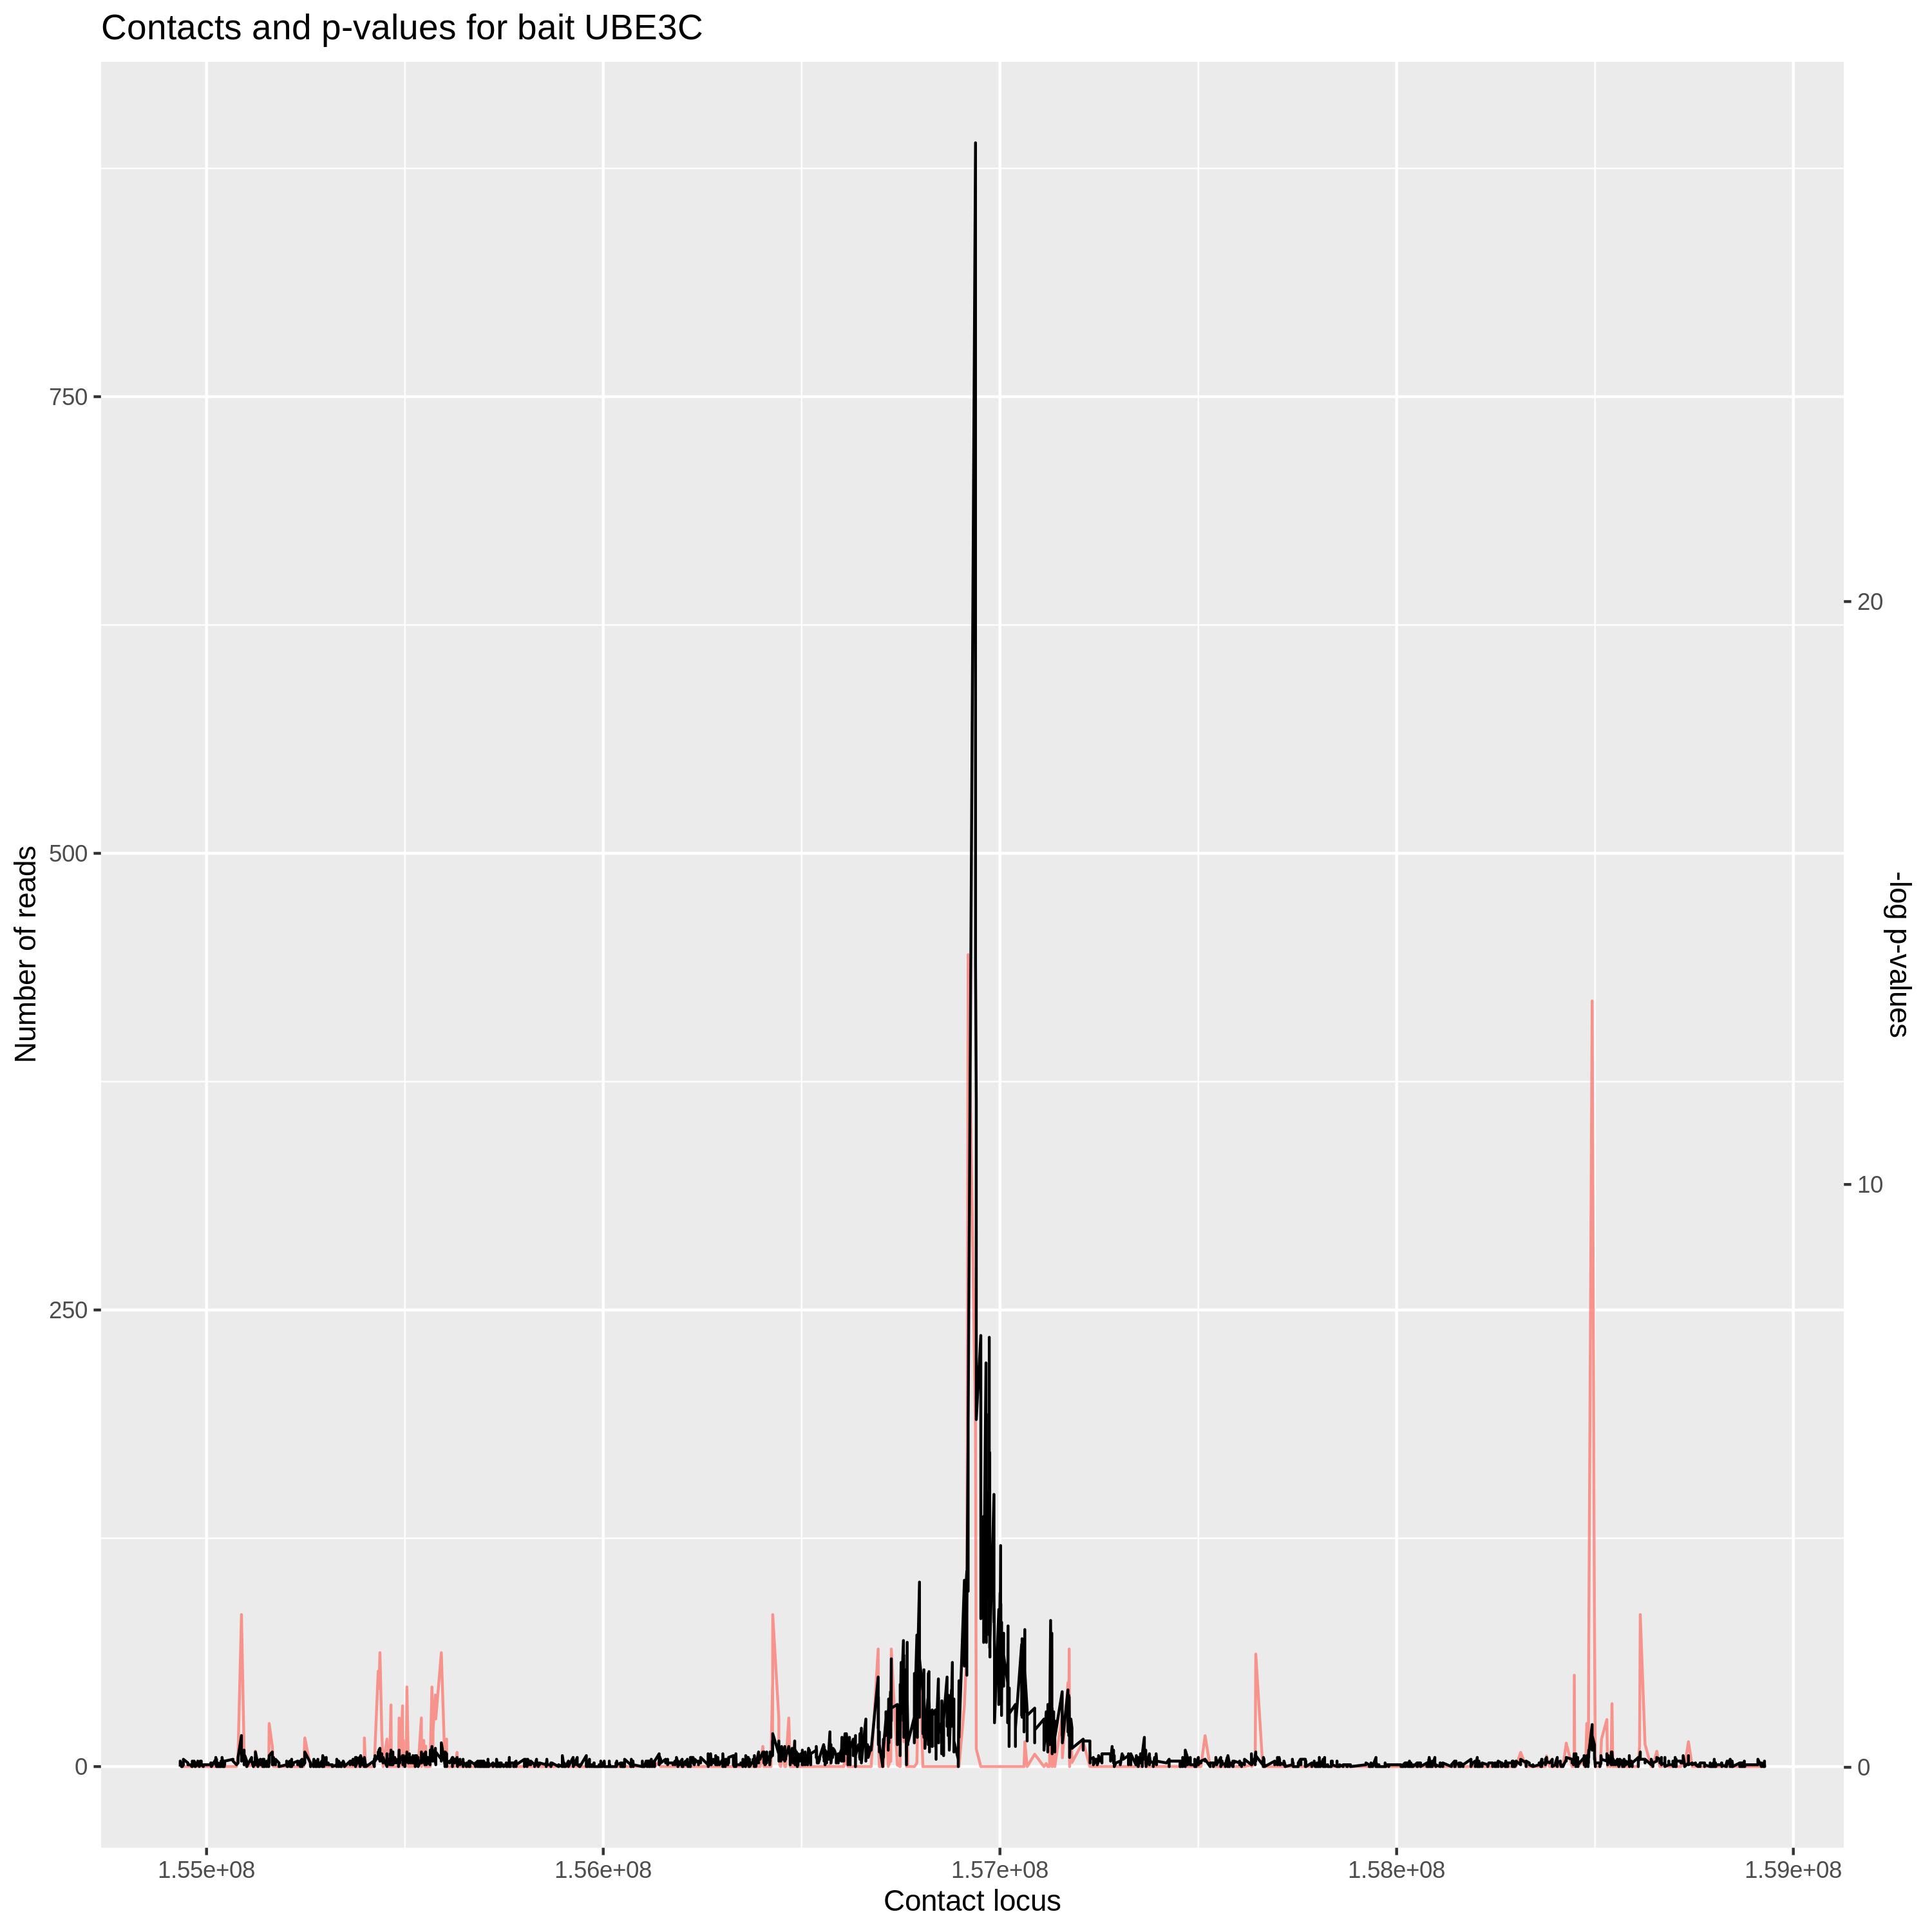 Contacts and p-values for bait UBE3C
Number of reads
750
500
250
0
20
10
0
-log p-values
1.55e+08
1.56e+08
1.57e+08
1.58e+08
1.59e+08
Contact locus